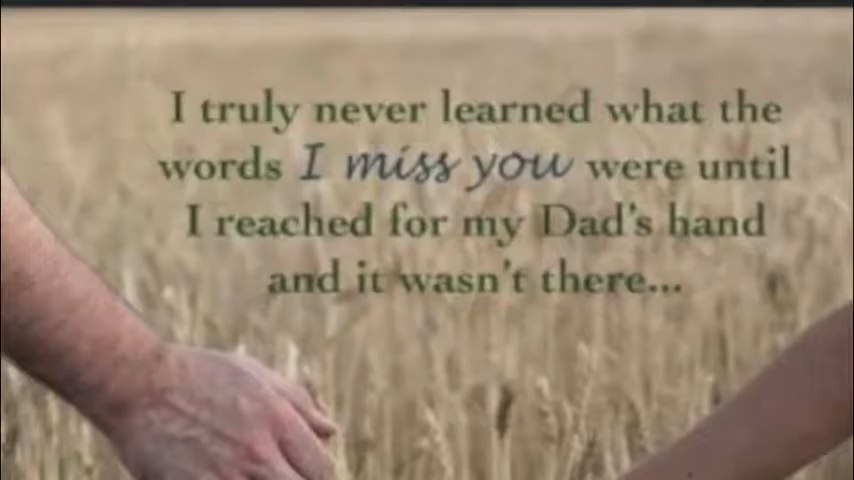 I truly never learned what the
words I miss you were until
I reached for my Dad's hand
and it wasn't there...